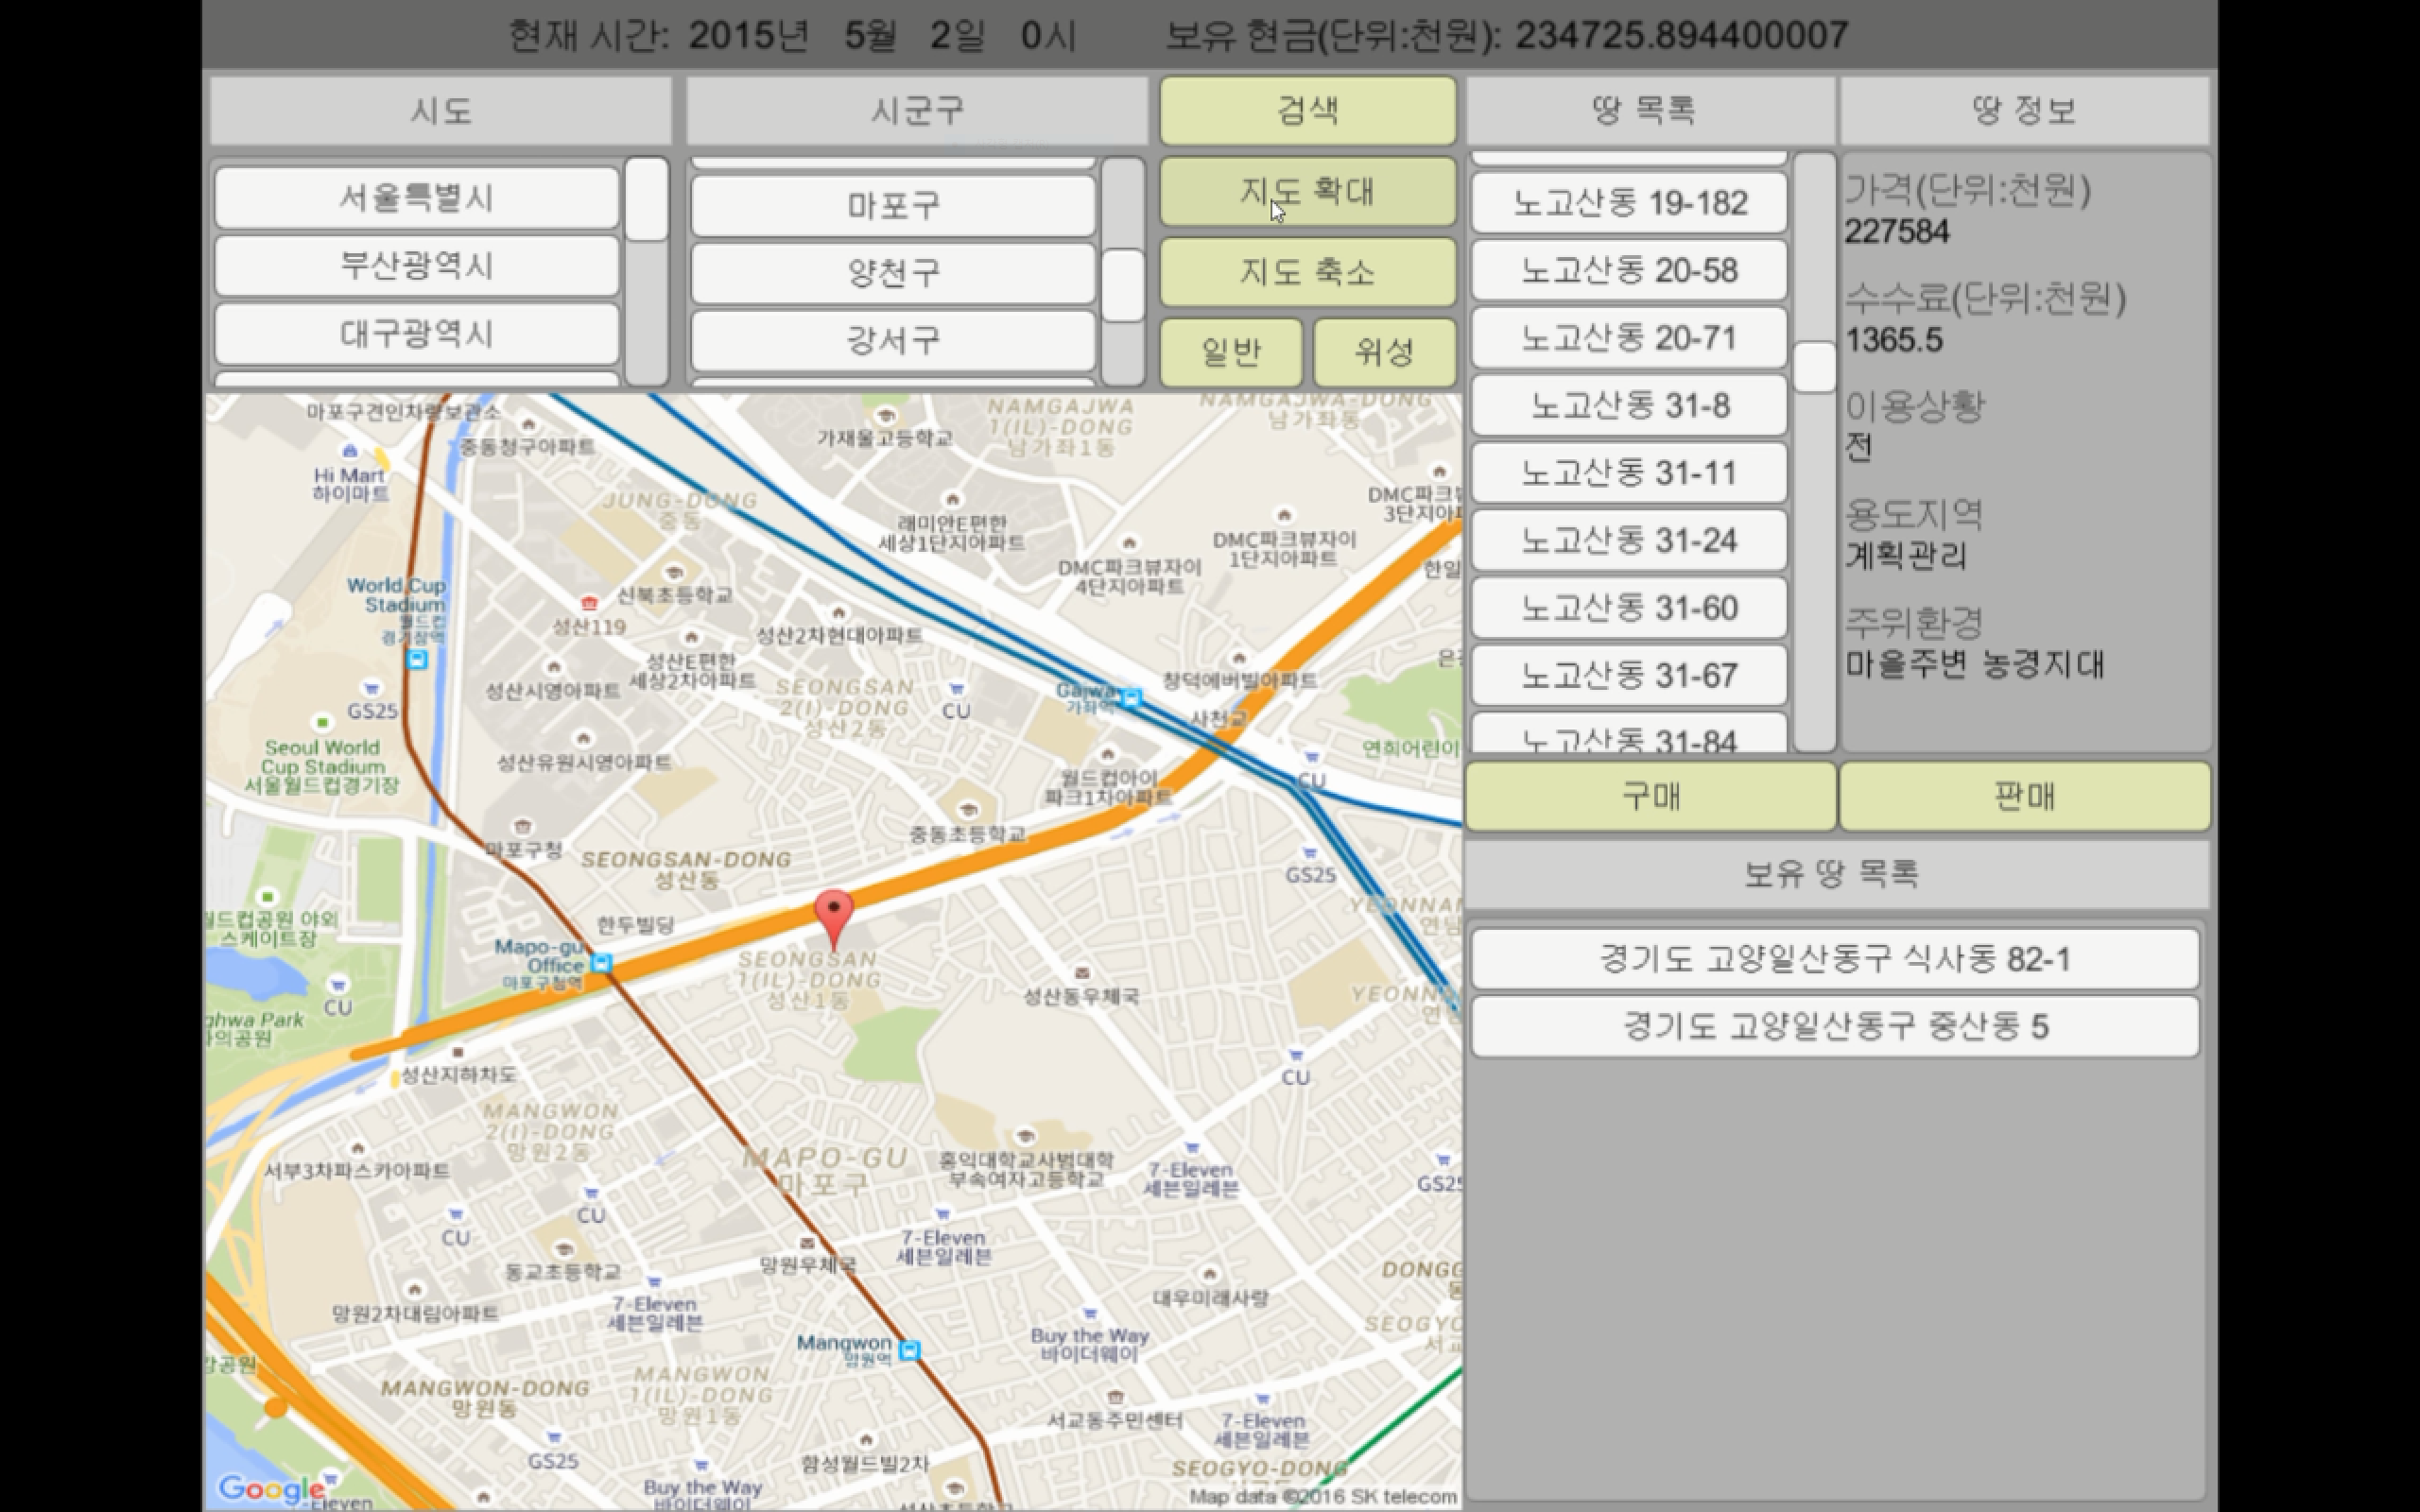 현재 시간: 2015년 5월 2일 0시 보유 현금(단위:천원): 234725.894400007
시도
시군구
검색
땅 목록
땅 정보
서울특별시
부산광역시
대구광역시
마포구
양천구
강서구
지도 확대
지도 축소
일반 위성
노고산동 19-182
노고산동 20-58
노고산동 20-71
노고산동 31-8
노고산동 31-11
노고산동 31-24
노고산동 31-60
노고산동 31-67
노고산동 31-84
가격(단위:천원)
227584
수수료(단위:천원)
1365.5
이용상황
전
용도지역
계획관리
주위환경
마을주변 농경지대
구매
판매
보유 땅 목록
경기도 고양일산동구 식사동 82-1
경기도 고양일산동구 중산동 5
마포구견인차량보관소
중동청구아파트
Hi Mart
하이마트
가재울고등학교
NAMGAJWA
1(IL)-DONG
남가좌1동
NAMGAJWA-DONG
남가좌동
JUNG-DONG
중동
래미안E편한
세상1단지아파트
DMC파크뷰자이
1단지아파트
DMC파크뷰자이
4단지아파트
DMC파크뷰
3단지아파
한일
World Cup
Stadium
월드컵
경기장역
신북초등학교
성산119
성산2차현대아파트
성산E편한
세상2차아파트
성산시영아파트
GS25
SEONGSAN
2(I)-DONG
성산2동
CU
Gajwa
가좌역
창덕에버빌아파트
사천교
연희어린이
Seoul World
Cup Stadium
서울월드컵경기장
성산유원시영아파트
월드컵아이
파크1차아파트
CU
중동초등학교
마포구청
SEONGSAN-DONG
성산동
GS25
월드컵공원 야외
스케이트장
한두빌딩
Mapo-gu
Office
마포구청역
SEONGSAN
1(IL)-DONG
성산1동
성산동우체국
YEONNAM
YEONNA
CU
ghwa Park
성산지하차도
CU
MANGWON
2(I)-DONG
망원2동
서부3차파스카아파트
MAPO-GU
마포구
홍익대학교사범대학
부속여자고등학교
7-Eleven
세븐일레븐
GS25
CU
CU
7-Eleven
세븐일레븐
동교초등학교
망원우체국
망원2차대림아파트
7-Eleven
세븐일레븐
대우미래사랑
DONGG
SEOGYO
Mangwon
망원역
Buy the Way
바이더웨이
MANGWON-DONG
망원동
MANGWON
1(IL)-DONG
망원1동
서교동주민센터
7-Eleven
세븐일레븐
GS25
함성월드빌2차
SEOGYO-DONG
Buy the Way
바이더웨이
Google
-Eleven
Map data ©2016 SK telecom